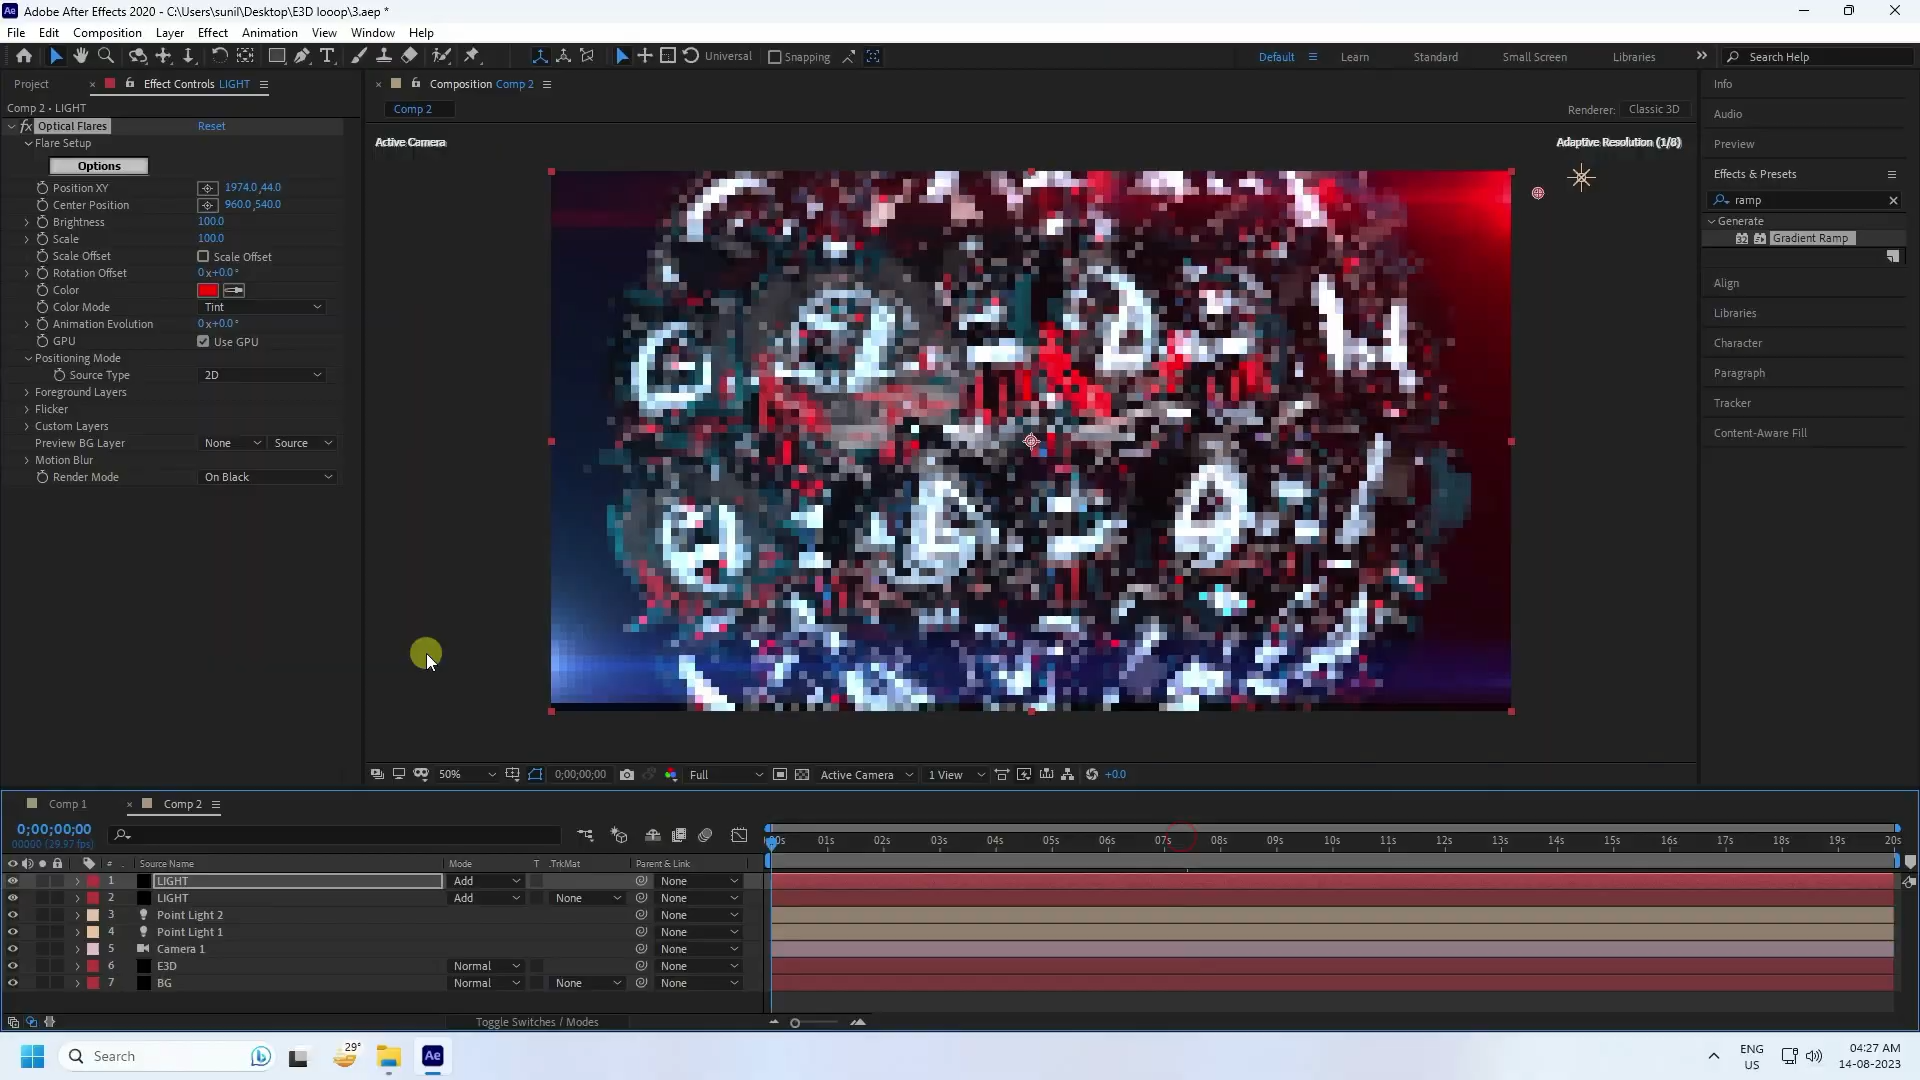 Adobe After Effects 2020 - C:\Users\sunil\Desktop\E3D looop\3.aep *
File Edit Composition Layer Effect Animation View Window Help
Universal Snapping Default Learn Standard Small Screen Libraries Search Help
Project Effect Controls LIGHT
Comp 2 • LIGHT
fx Optical Flares Reset
Flare Setup
Options
Position XY 1974.0,44.0
Center Position 960.0,540.0
Brightness 100.0
Scale 100.0
Scale Offset Scale Offset
Rotation Offset 0x+0.0°
Color
Color Mode Tint
Animation Evolution 0x+0.0°
GPU Use GPU
Positioning Mode
Source Type 2D
Foreground Layers
Flicker
Custom Layers
Preview BG Layer None Source
Motion Blur
Render Mode On Black
Composition Comp 2
Comp 2
Renderer: Classic 3D
Active Camera
Adaptive Resolution (1/8)
50% 0;00;00;00 Full Active Camera 1 View +0.0
Info
Audio
Preview
Effects & Presets
ramp
Generate
32 Gradient Ramp
Align
Libraries
Character
Paragraph
Tracker
Content-Aware Fill
Comp 1 Comp 2
0;00;00;00
00000 (29.97 fps)
:00s 01s 02s 03s 04s 05s 06s 07s 08s 09s 10s 11s 12s 13s 14s 15s 16s 17s 18s 19s 20s
# Source Name Mode T .TrkMat Parent & Link
1 LIGHT Add None
2 LIGHT Add None None
3 Point Light 2 None
4 Point Light 1 None
5 Camera 1 None
6 E3D Normal None
7 BG Normal None None
Toggle Switches / Modes
Search
29°
Ae
ENG
US
04:27 AM
14-08-2023